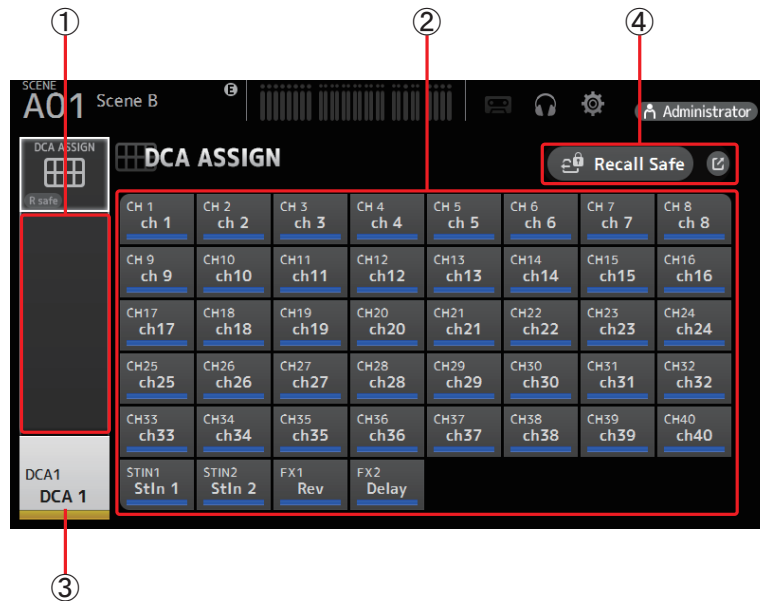 ① ② ④
SCENE
A01 Scene B E Administrator
DCA ASSIGN
R safe
DCA ASSIGN
Recall Safe
CH 1 CH 2 CH 3 CH 4 CH 5 CH 6 CH 7 CH 8
ch 1 ch 2 ch 3 ch 4 ch 5 ch 6 ch 7 ch 8
CH 9 CH10 CH11 CH12 CH13 CH14 CH15 CH16
ch 9 ch10 ch11 ch12 ch13 ch14 ch15 ch16
CH17 CH18 CH19 CH20 CH21 CH22 CH23 CH24
ch17 ch18 ch19 ch20 ch21 ch22 ch23 ch24
CH25 CH26 CH27 CH28 CH29 CH30 CH31 CH32
ch25 ch26 ch27 ch28 ch29 ch30 ch31 ch32
CH33 CH34 CH35 CH36 CH37 CH38 CH39 CH40
ch33 ch34 ch35 ch36 ch37 ch38 ch39 ch40
STIN1 STIN2 FX1 FX2
StIn 1 StIn 2 Rev Delay
DCA1
DCA 1
③